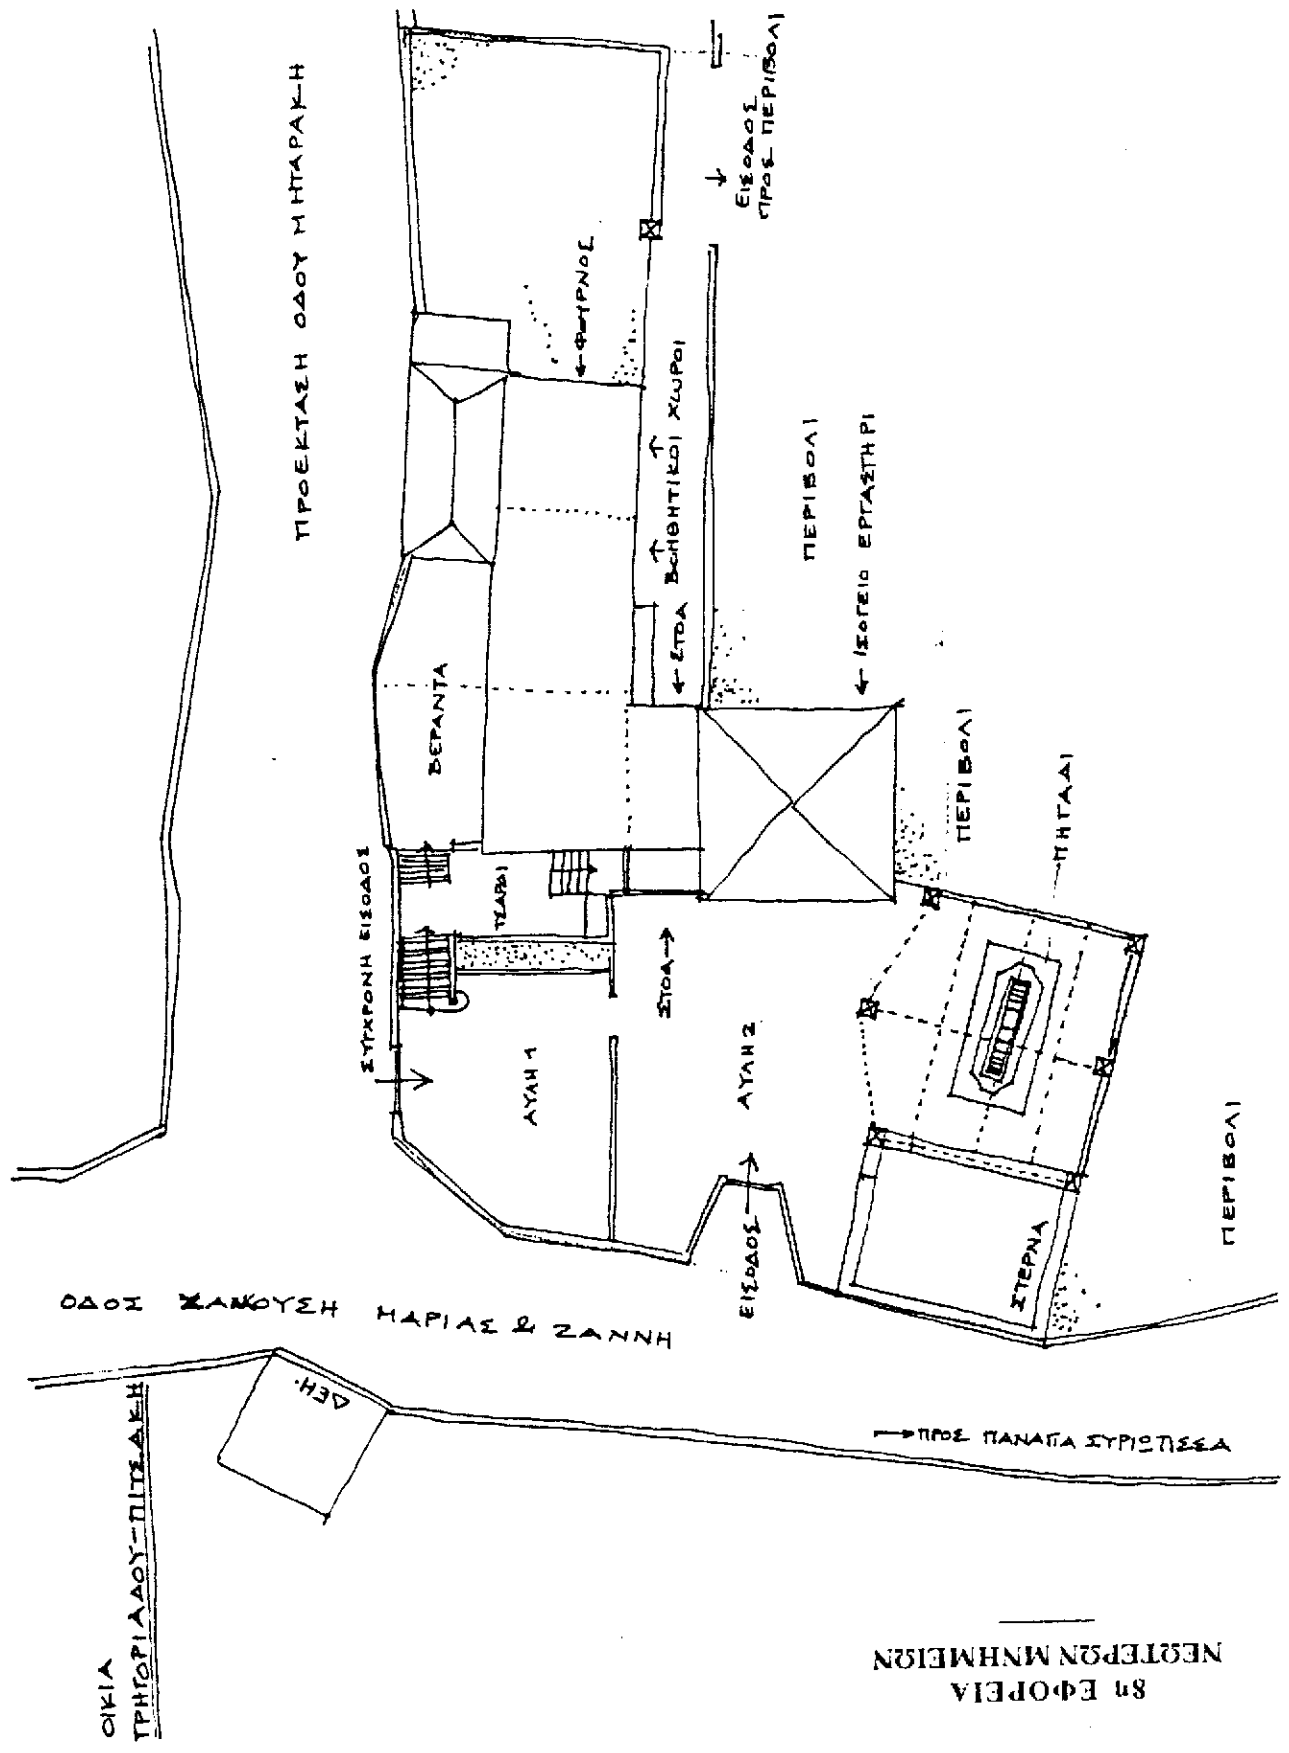 ΟΙΚΙΑ
ΓΡΗΓΟΡΙΑΔΟΥ-ΠΙΤΣΑΚΗ
ΠΡΟΕΚΤΑΣΗ ΟΔΟΥ ΜΗΤΑΡΑΚΗ
ΟΔΟΣ ΖΑΝΝΟΥΣΗ ΜΑΡΙΑΣ & ΖΑΝΝΗ
ΔΕΗ.
ΣΥΓΧΡΟΝΗ ΕΙΣΟΔΟΣ
ΒΕΡΑΝΤΑ
ΤΣΑΡΔΙ
ΑΥΛΗ 1
ΣΤΟΑ→
ΑΥΛΗ 2
ΕΙΣΟΔΟΣ
←ΦΟΥΡΝΟΣ
←ΣΤΟΑ ΒΟΗΘΗΤΙΚΟΙ ΧΩΡΟΙ
ΕΙΣΟΔΟΣ
ΠΡΟΣ ΠΕΡΙΒΟΛΙ
ΠΕΡΙΒΟΛΙ
← ΙΣΟΓΕΙΟ ΕΡΓΑΣΤΗΡΙ
ΠΕΡΙΒΟΛΙ
ΠΗΓΑΔΙ
ΣΤΕΡΝΑ
ΠΕΡΙΒΟΛΙ
→ΠΡΟΣ ΠΑΝΑΓΙΑ ΣΥΡΙΩΤΙΣΣΑ
8η ΕΦΟΡΕΙΑ
ΝΕΩΤΕΡΩΝ ΜΝΗΜΕΙΩΝ